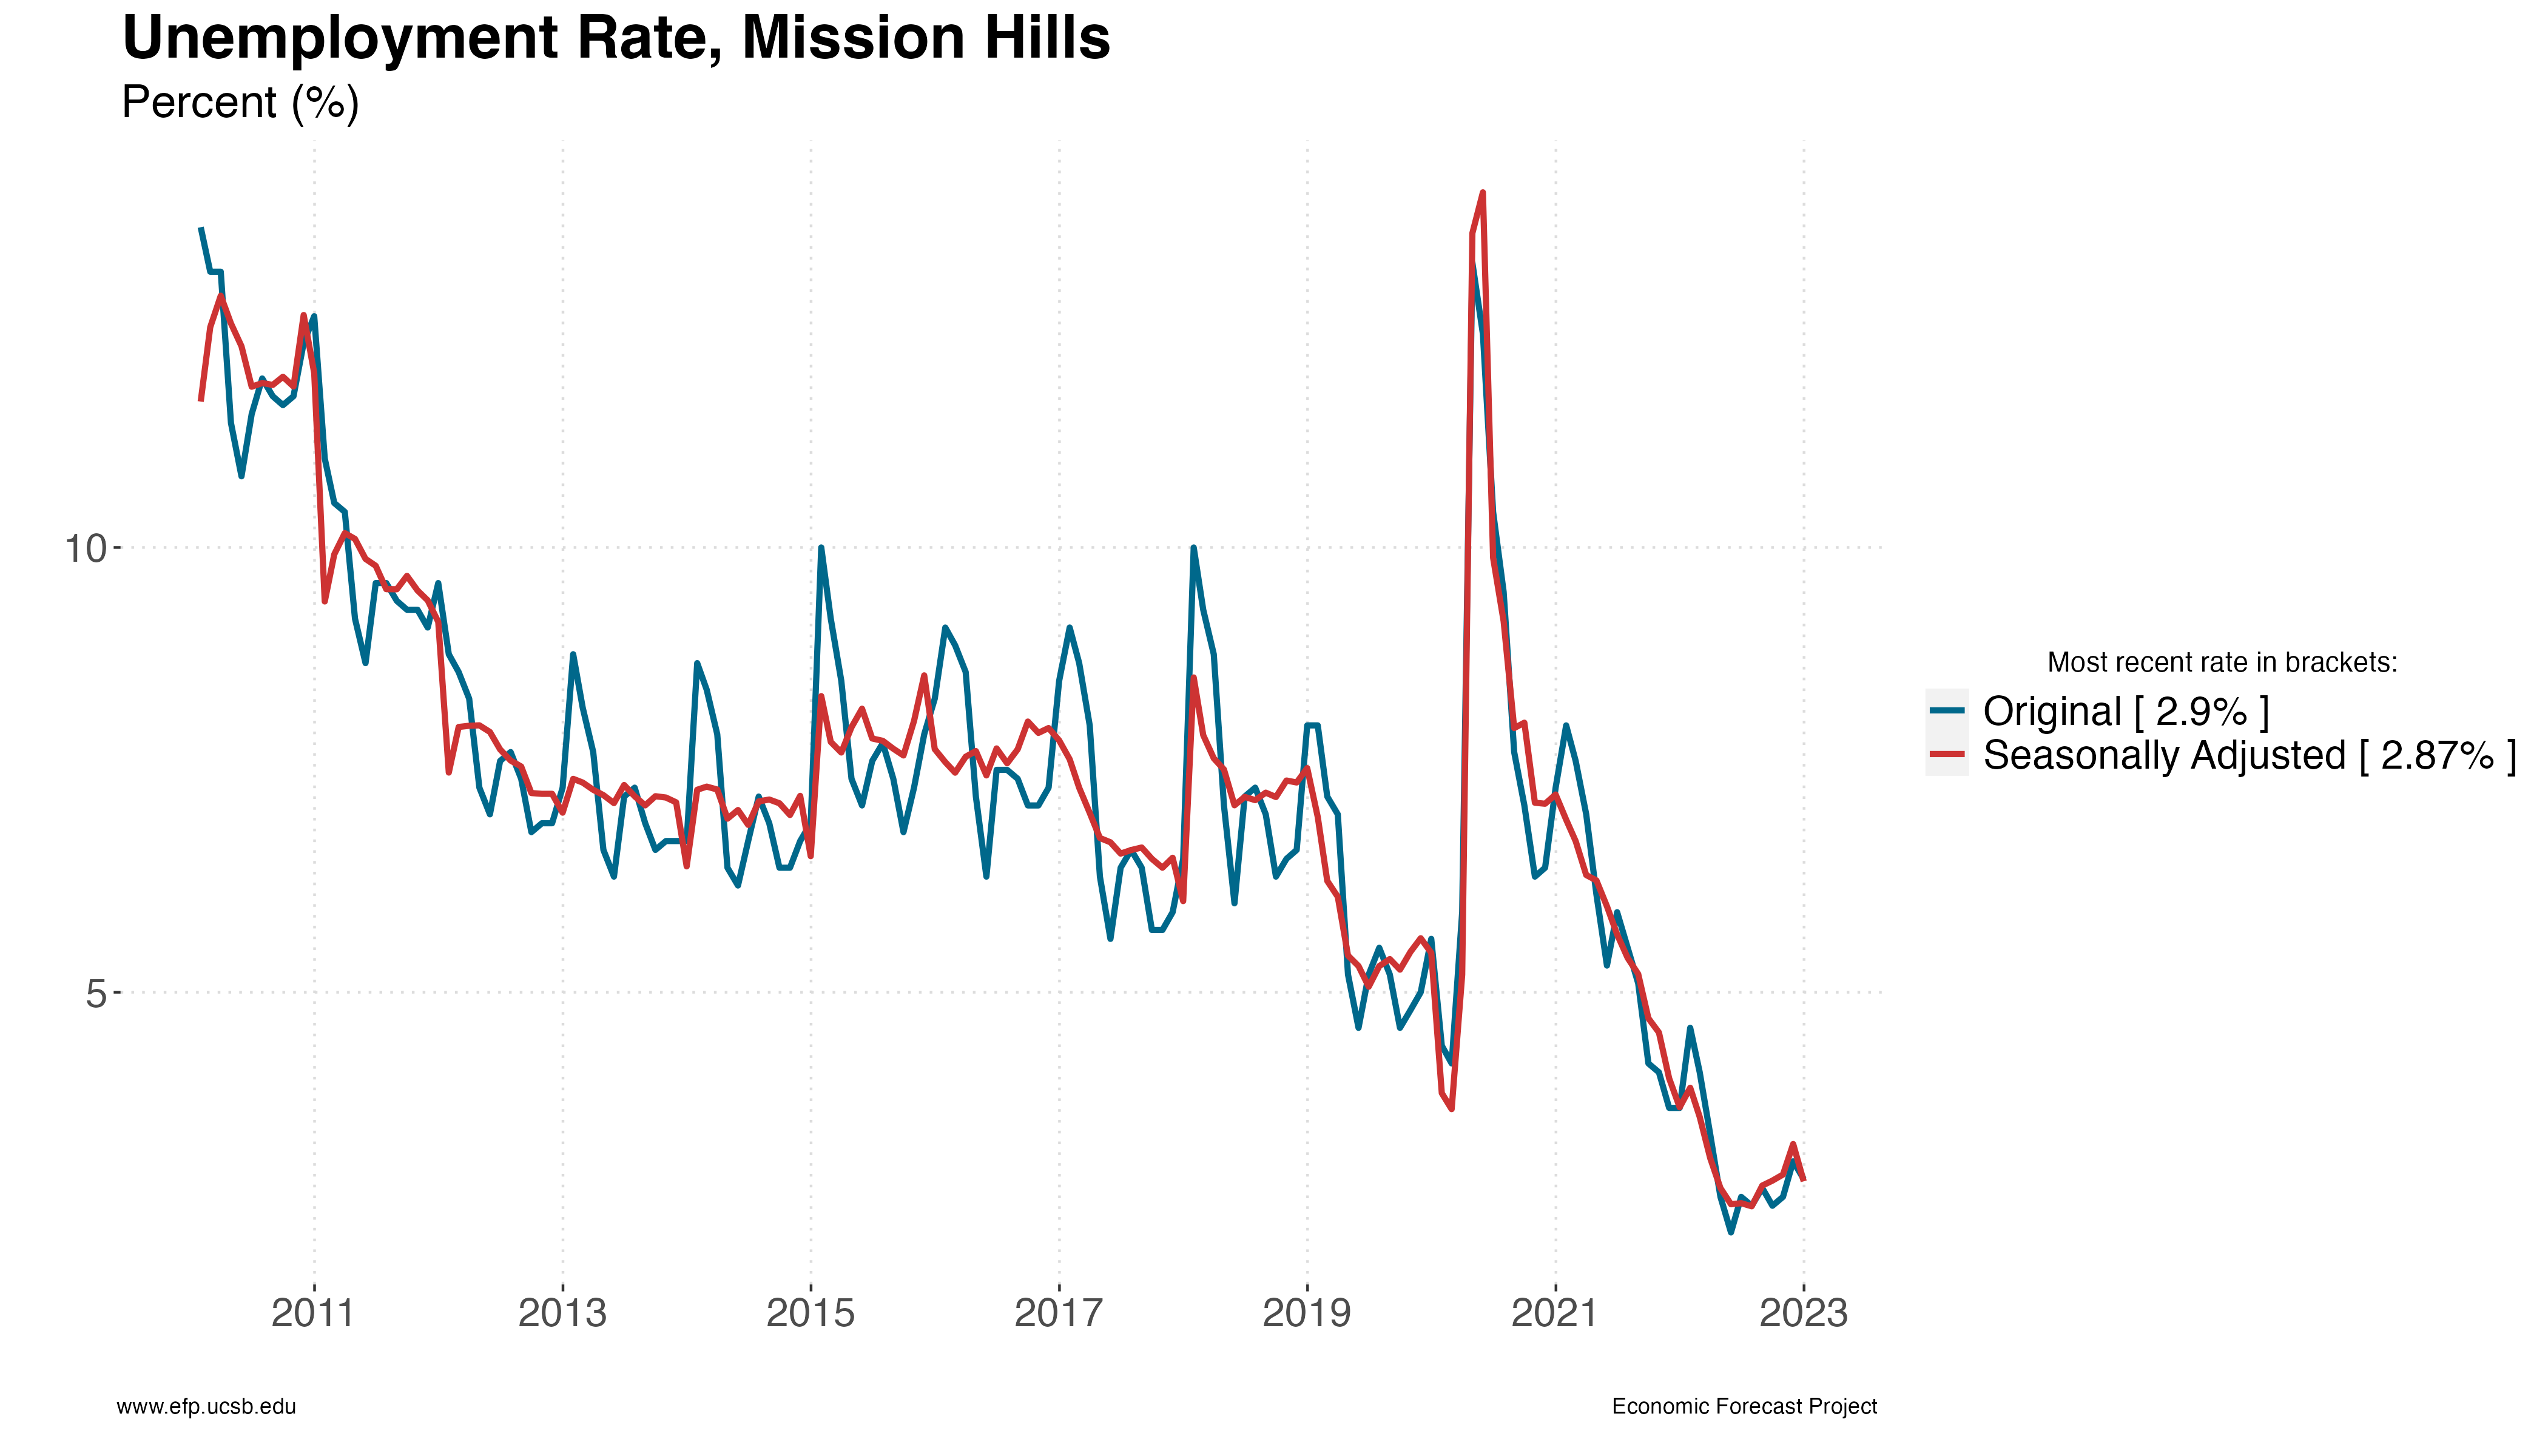 Unemployment Rate, Mission Hills
Percent (%)
10
5
2011 2013 2015 2017 2019 2021 2023
Most recent rate in brackets:
Original [ 2.9% ]
Seasonally Adjusted [ 2.87% ]
www.efp.ucsb.edu
Economic Forecast Project